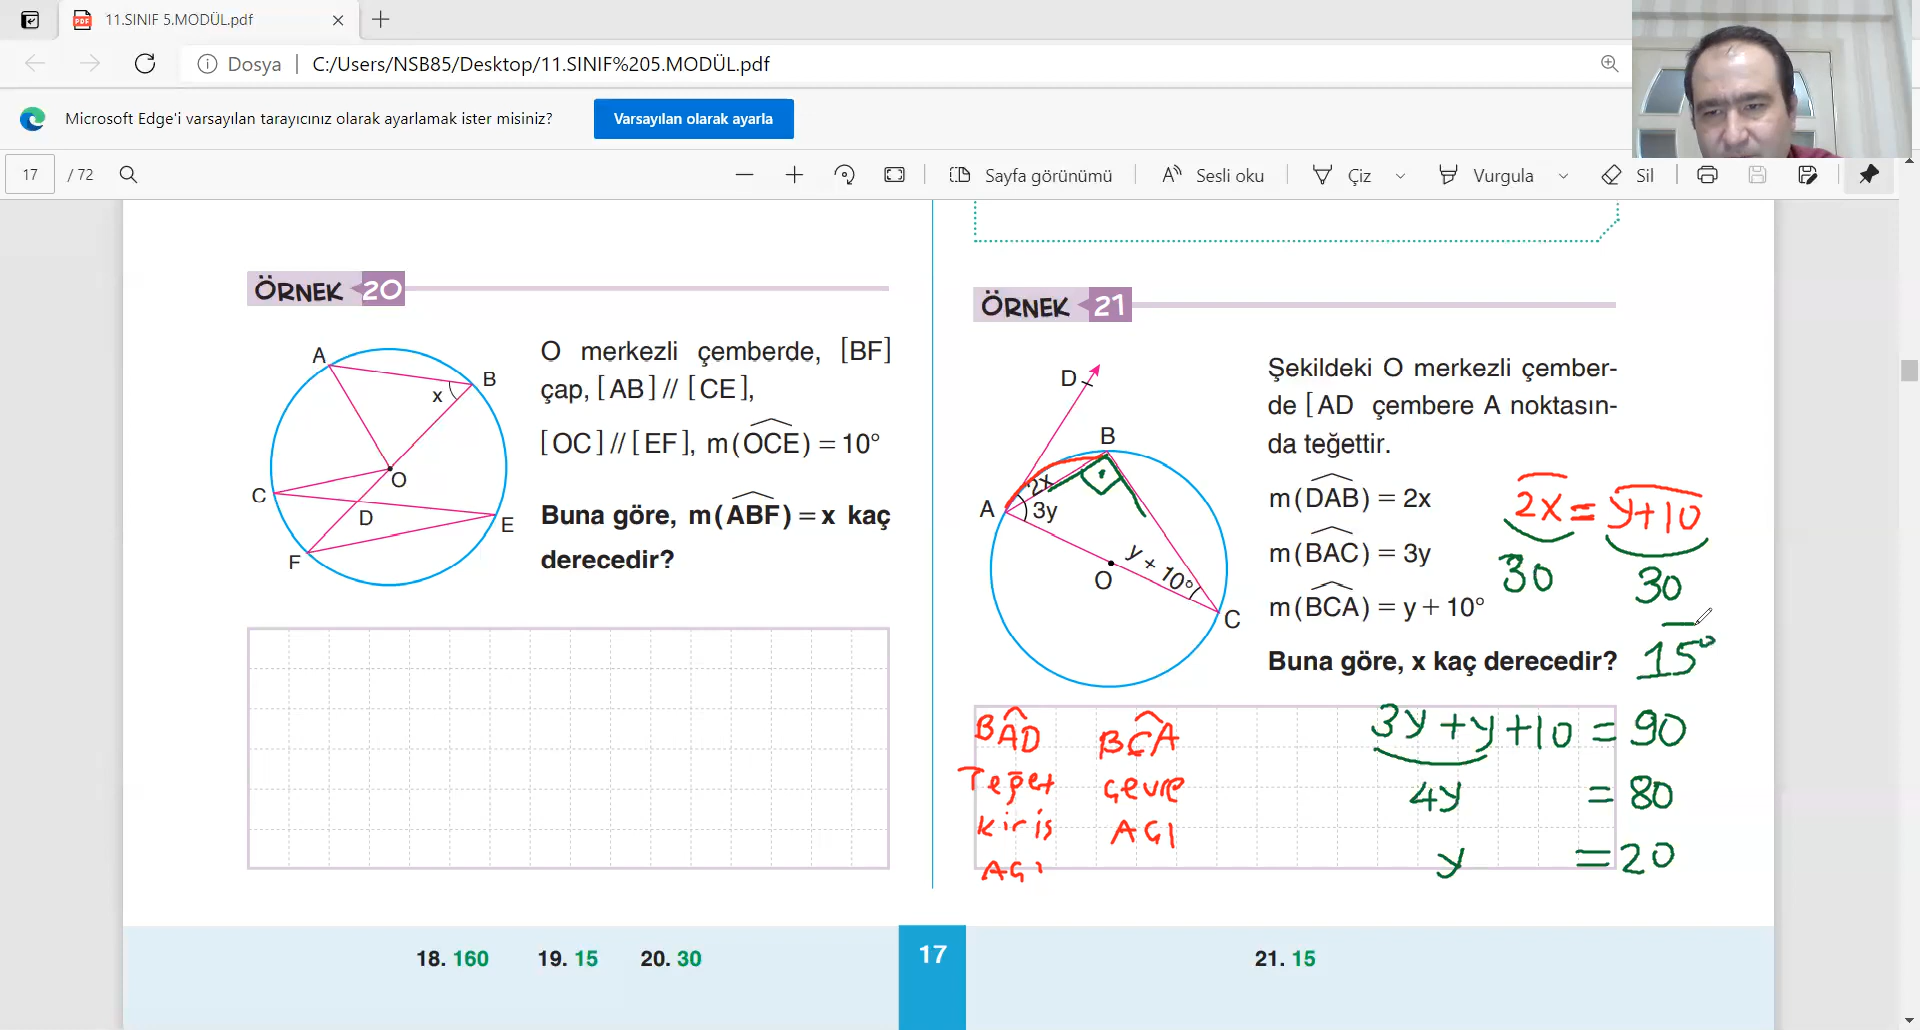 11.SINIF 5.MODÜL.pdf
Dosya | C:/Users/NSB85/Desktop/11.SINIF%205.MODÜL.pdf
Microsoft Edge'i varsayılan tarayıcınız olarak ayarlamak ister misiniz? Varsayılan olarak ayarla
17 / 72 Sayfa görünümü Sesli oku Çiz Vurgula Sil
ÖRNEK 20
A
B
x
O
C
D
E
F
O merkezli çemberde, [BF]
çap, [AB] // [CE],
[OC] // [EF], m(OCE) = 10°
Buna göre, m(ABF) = x kaç
derecedir?
ÖRNEK 21
D
B
2x
A
3y
y + 10°
O
C
Şekildeki O merkezli çember-
de [AD çembere A noktasın-
da teğettir.
m(DAB) = 2x
m(BAC) = 3y
m(BCA) = y + 10°
Buna göre, x kaç derecedir?
2x = y+10
30 30
15°
3y + y + 10 = 90
4y = 80
y = 20
BAD BCA
Teğet Çevre
Kiriş AÇI
AÇI
18. 160 19. 15 20. 30
17
21. 15